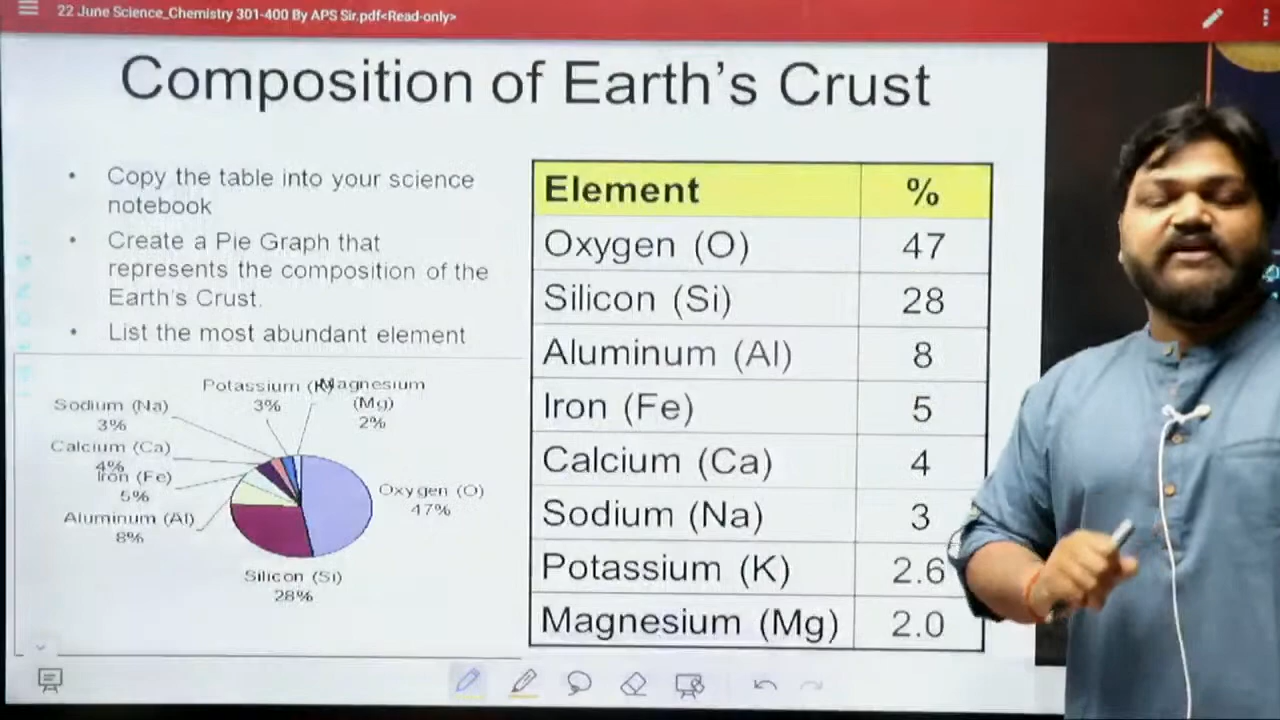 22 June Science_Chemistry 301-400 By APS Sir.pdf<Read-only>
Composition of Earth's Crust
• Copy the table into your science
notebook
• Create a Pie Graph that
represents the composition of the
Earth's Crust.
• List the most abundant element
Element %
Oxygen (O) 47
Silicon (Si) 28
Aluminum (Al) 8
Iron (Fe) 5
Calcium (Ca) 4
Sodium (Na) 3
Potassium (K) 2.6
Magnesium (Mg) 2.0
Potassium (K)
3%
Magnesium
(Mg)
2%
Sodium (Na)
3%
Calcium (Ca)
4%
Iron (Fe)
5%
Aluminum (Al)
8%
Oxygen (O)
47%
Silicon (Si)
28%